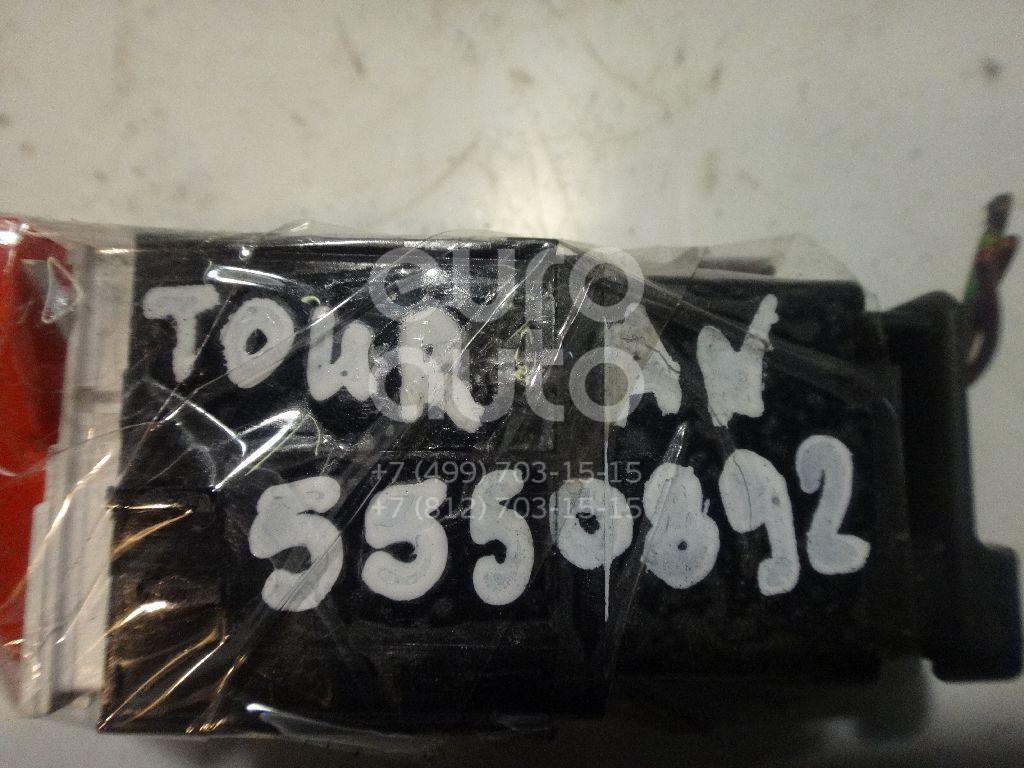 euro
auto
TOURAN
+7 (499) 703-15-15
+7 (812) 703-15-15
5550892